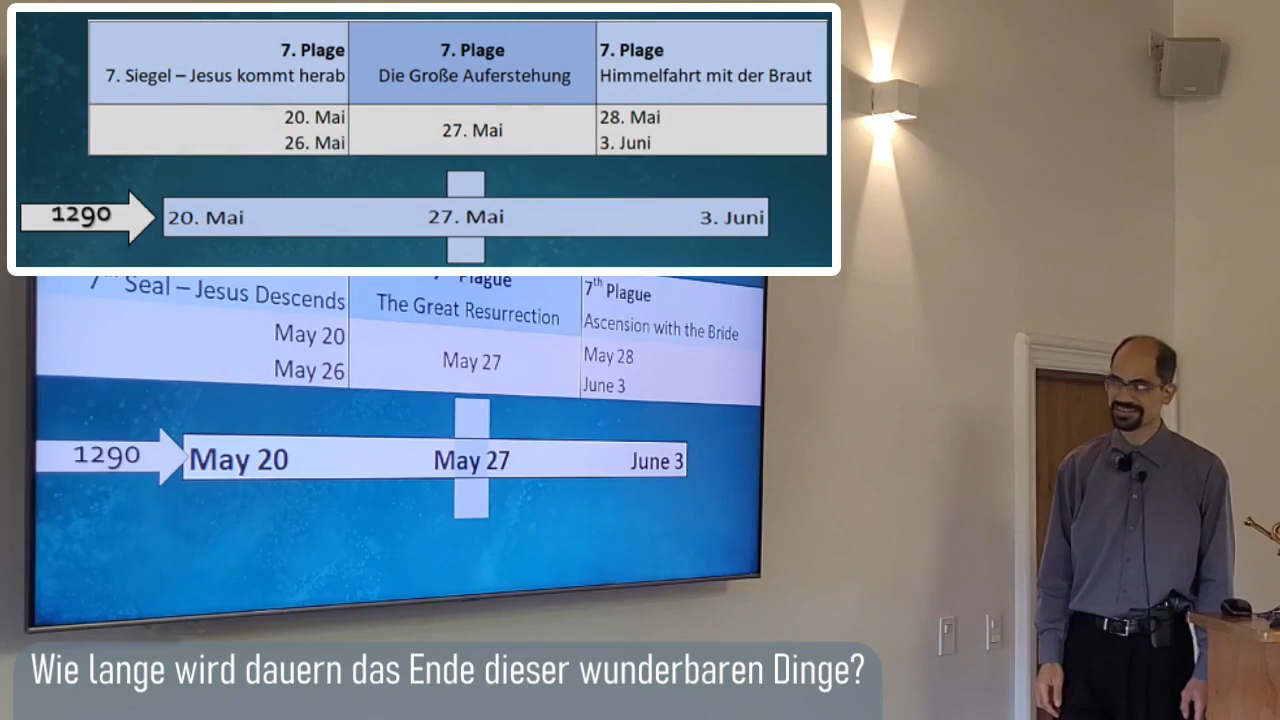 7. Plage
7. Siegel – Jesus kommt herab
20. Mai
26. Mai
7. Plage
Die Große Auferstehung
27. Mai
7. Plage
Himmelfahrt mit der Braut
28. Mai
3. Juni
1290
20. Mai 27. Mai 3. Juni
7th Seal – Jesus Descends
May 20
May 26
7th Plague
The Great Resurrection
May 27
7th Plague
Ascension with the Bride
May 28
June 3
1290
May 20 May 27 June 3
Wie lange wird dauern das Ende dieser wunderbaren Dinge?